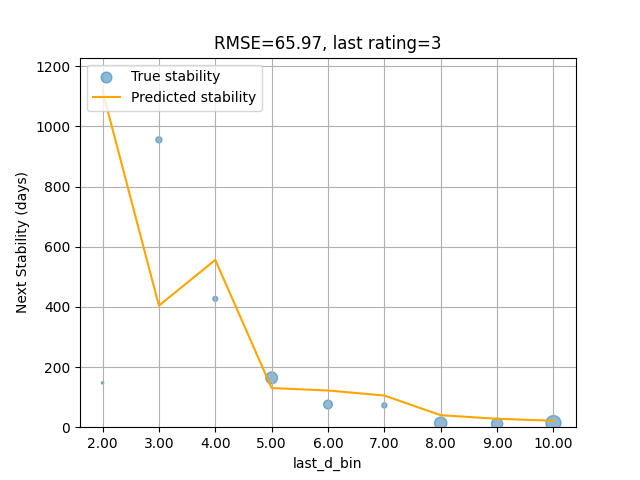 RMSE=65.97, last rating=3
True stability
Predicted stability
Next Stability (days)
1200
1000
800
600
400
200
0
2.00 3.00 4.00 5.00 6.00 7.00 8.00 9.00 10.00
last_d_bin